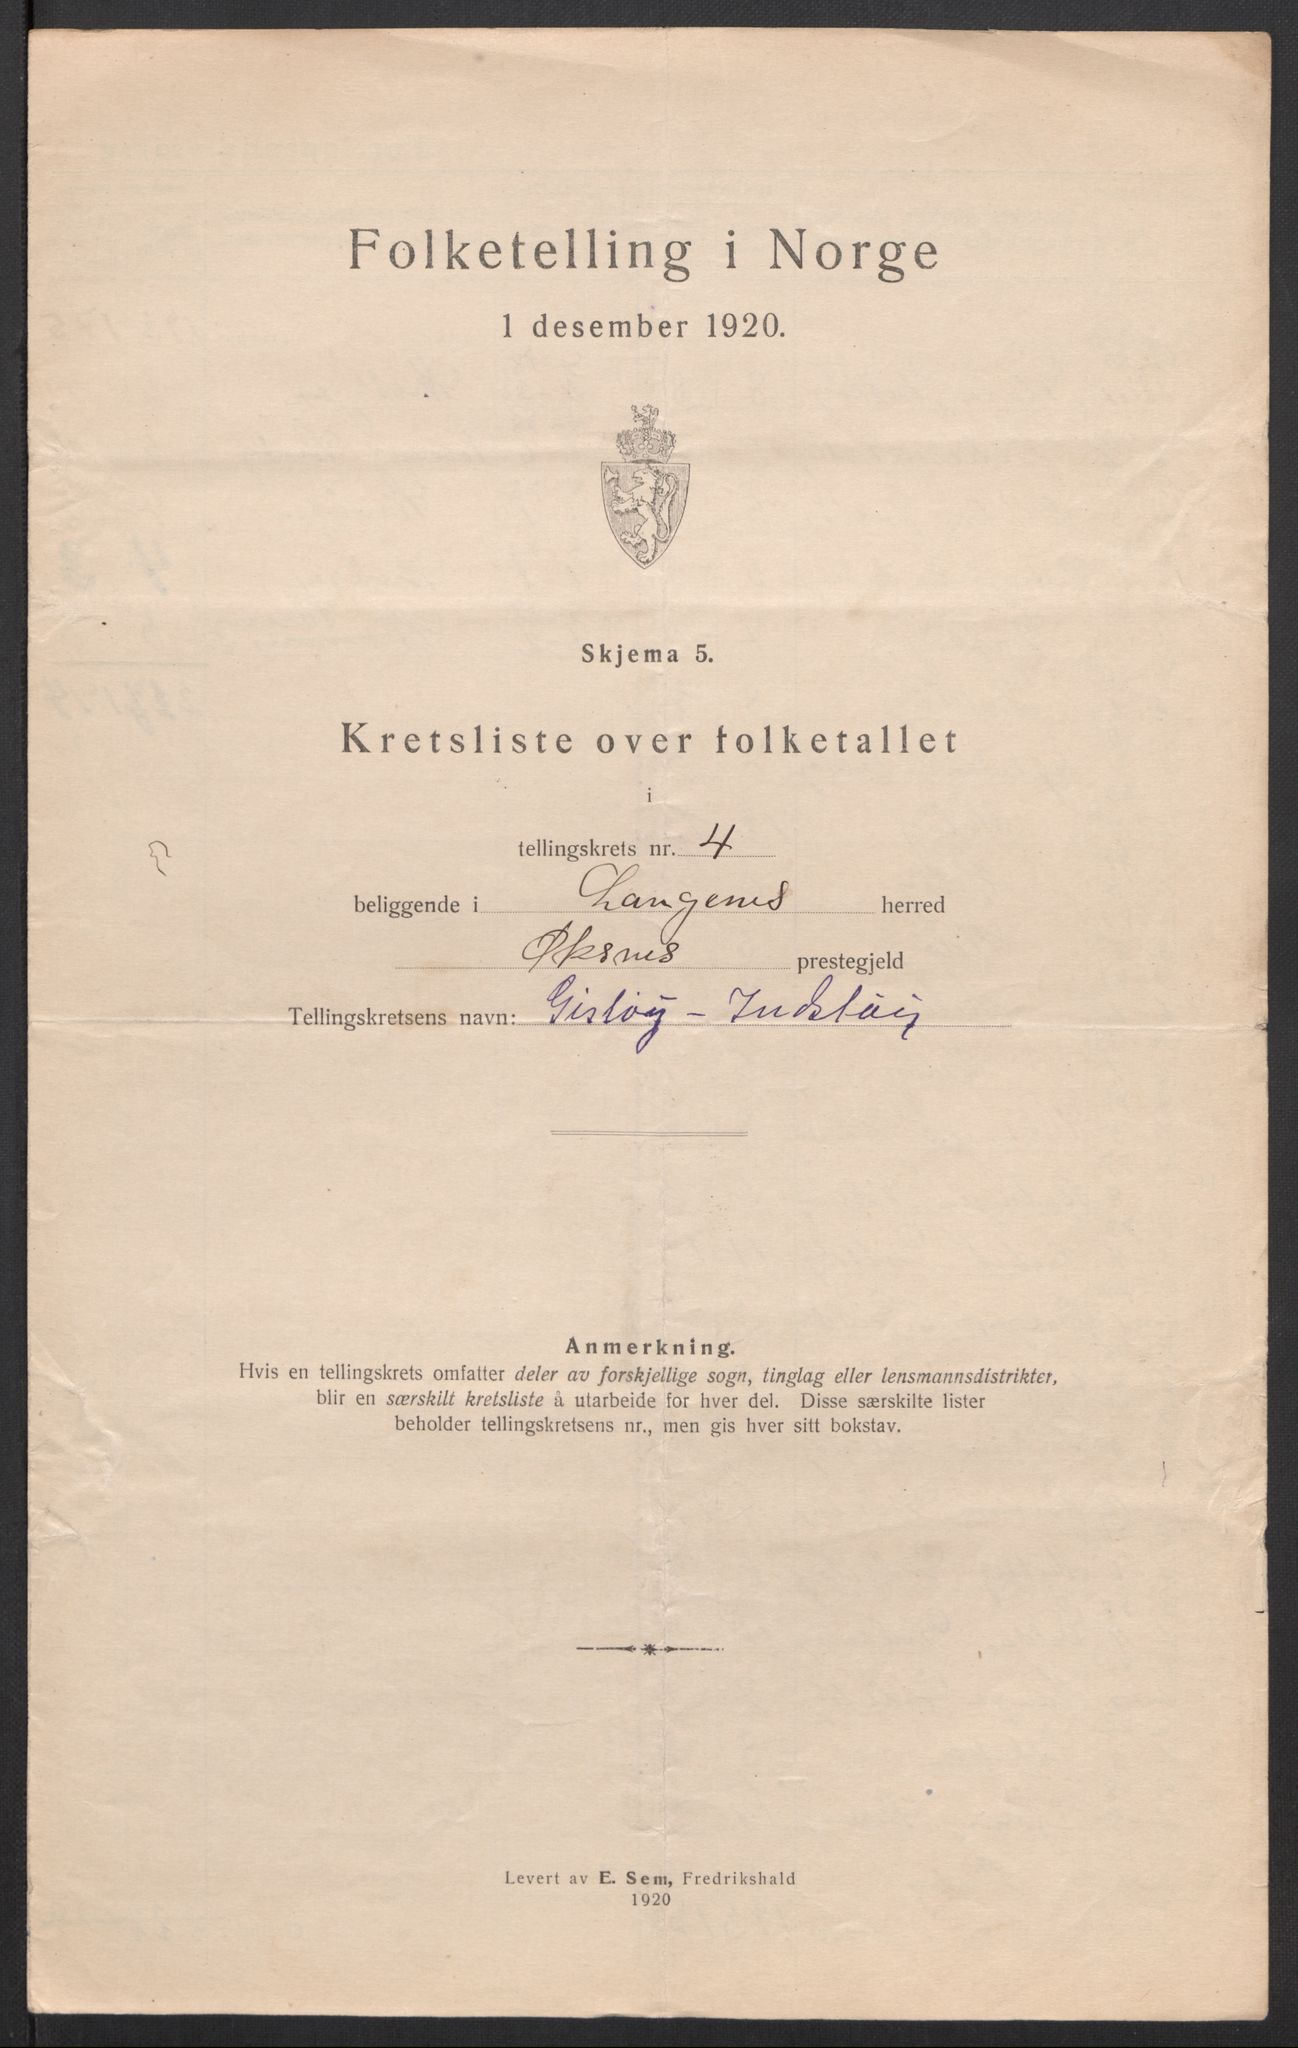 Folketelling i Norge
1 desember 1920.
Skjema 5.
Kretsliste over folketallet
i
tellingskrets nr. 4
beliggende i Langenes herred
Øksnes prestegjeld
Tellingskretsens navn: Gisløy -
Anmerkning.
Hvis en tellingskrets omfatter deler av forskjellige sogn, tinglag eller lensmannsdistrikter,
blir en særskilt kretsliste å utarbeide for hver del. Disse særskilte lister
beholder tellingskretsens nr., men gis hver sitt bokstav.
Levert av E. Sem, Fredrikshald
1920